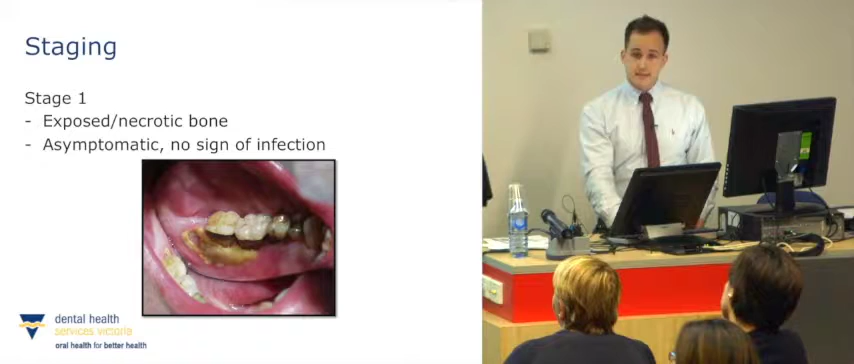 Staging
Stage 1
- Exposed/necrotic bone
- Asymptomatic, no sign of infection
dental health
services victoria
oral health for better health